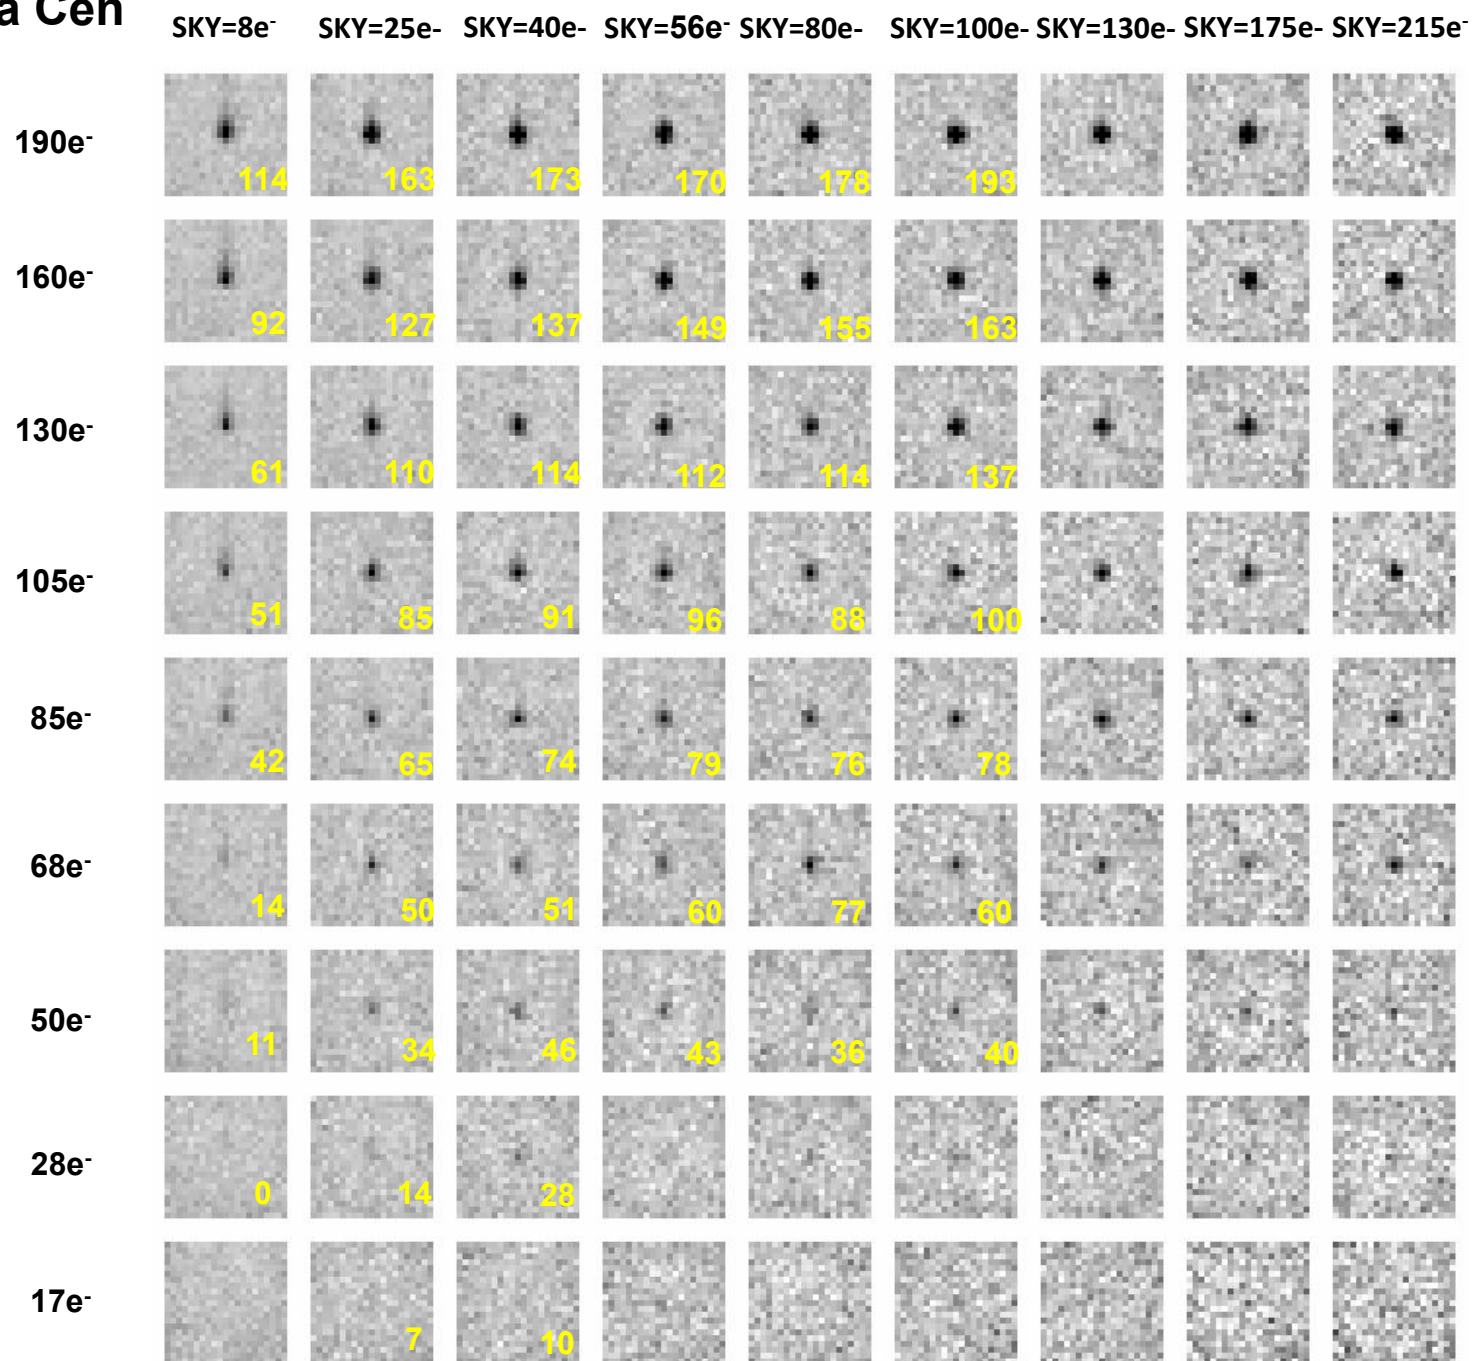 a Cen
SKY=8e⁻ SKY=25e- SKY=40e- SKY=56e⁻ SKY=80e- SKY=100e- SKY=130e- SKY=175e- SKY=215e⁻
190e⁻ 114 163 173 170 178 193
160e⁻ 92 127 137 149 155 163
130e⁻ 61 110 114 112 114 137
105e⁻ 51 85 91 96 88 100
85e⁻ 42 65 74 79 76 78
68e⁻ 14 50 51 60 77 60
50e⁻ 11 34 46 43 36 40
28e⁻ 0 14 28
17e⁻ 7 10